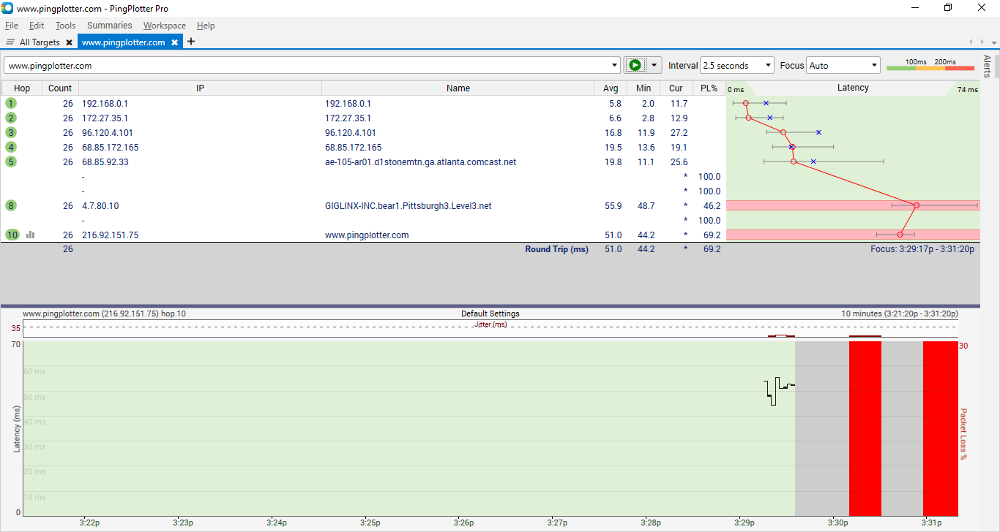 www.pingplotter.com - PingPlotter Pro
File Edit Tools Summaries Workspace Help
All Targets www.pingplotter.com +
www.pingplotter.com Interval 2.5 seconds Focus Auto 100ms 200ms
Alerts
Hop Count IP Name Avg Min Cur PL% 0 ms Latency 74 ms
1 26 192.168.0.1 192.168.0.1 5.8 2.0 11.7
2 26 172.27.35.1 172.27.35.1 6.6 2.8 12.9
3 26 96.120.4.101 96.120.4.101 16.8 11.9 27.2
4 26 68.85.172.165 68.85.172.165 19.5 13.6 19.1
5 26 68.85.92.33 ae-105-ar01.d1stonemtn.ga.atlanta.comcast.net 19.8 11.1 25.6
- * 100.0
- * 100.0
8 26 4.7.80.10 GIGLINX-INC.bear1.Pittsburgh3.Level3.net 55.9 48.7 * 46.2
- * 100.0
10 26 216.92.151.75 www.pingplotter.com 51.0 44.2 * 69.2
26 Round Trip (ms) 51.0 44.2 * 69.2 Focus: 3:29:17p - 3:31:20p
www.pingplotter.com (216.92.151.75) hop 10 Default Settings 10 minutes (3:21:20p - 3:31:20p)
35 Jitter (ms)
70 30
60 ms
50 ms
40 ms
30 ms
20 ms
10 ms
0
Latency (ms)
Packet Loss %
3:22p 3:23p 3:24p 3:25p 3:26p 3:27p 3:28p 3:29p 3:30p 3:31p